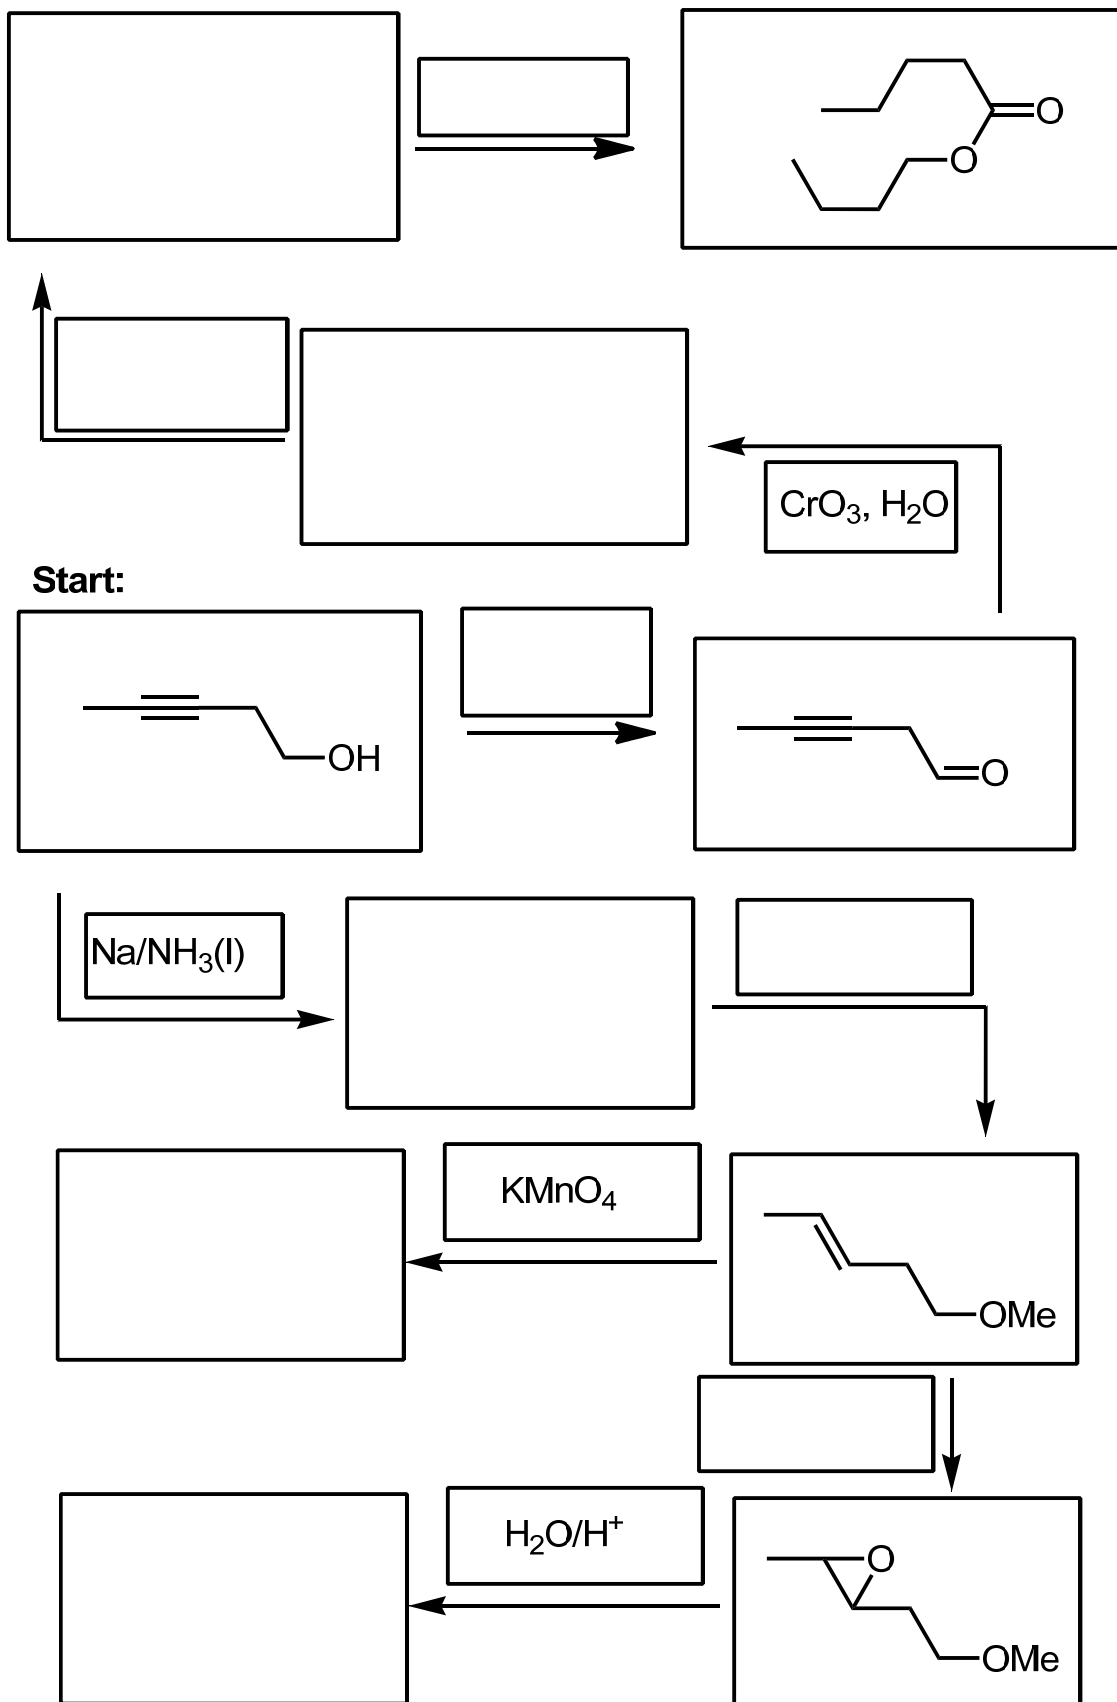 O
O
CrO₃, H₂O
Start:
OH
O
Na/NH₃(l)
KMnO₄
OMe
H₂O/H⁺
O
OMe